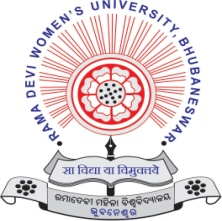 RAMA DEVI WOMEN'S UNIVERSITY, BHUBANESWAR
सा विद्या या विमुक्तये
ରମାଦେବୀ ମହିଳା ବିଶ୍ୱବିଦ୍ୟାଳୟ
ଭୁବନେଶ୍ୱର